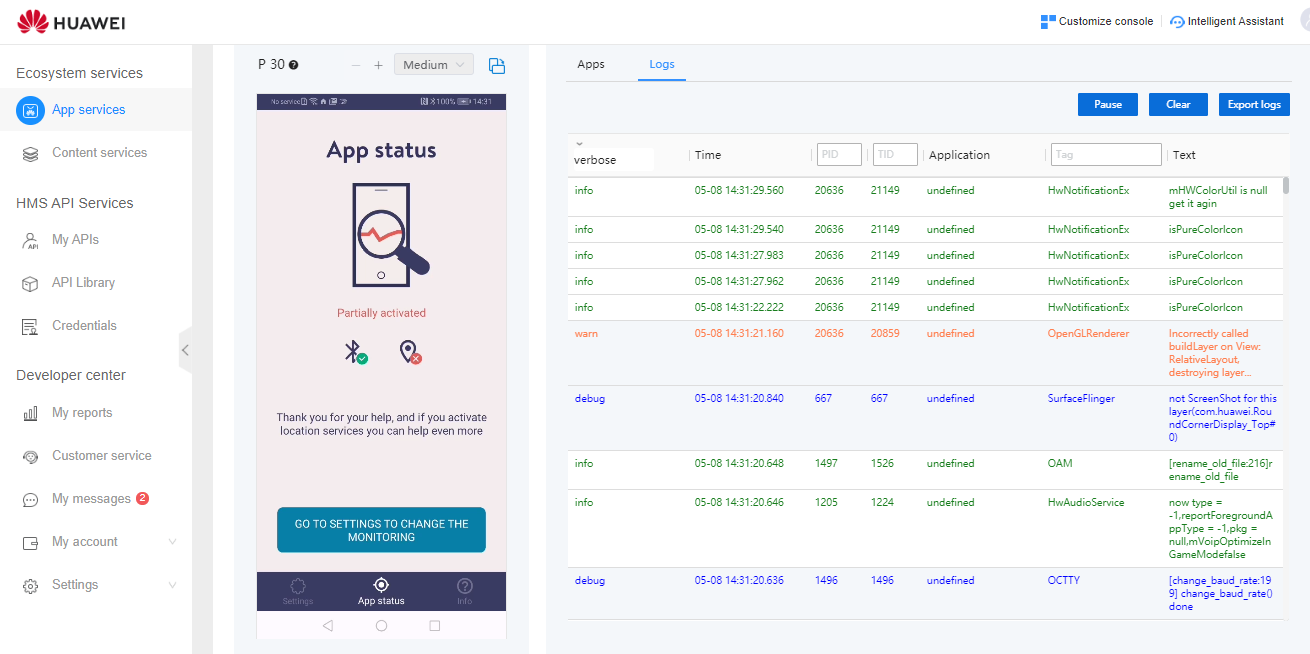 HUAWEI
Customize console
Intelligent Assistant
Ecosystem services
App services
Content services
HMS API Services
API
My APIs
API Library
Credentials
Developer center
My reports
Customer service
My messages 2
My account
Settings
P 30 ?
− + Medium
No service
100% 14:31
App status
Partially activated
Thank you for your help, and if you activate
location services you can help even more
GO TO SETTINGS TO CHANGE THE
MONITORING
Settings App status Info
Apps Logs
Pause Clear Export logs
verbose Time PID TID Application Tag Text
info 05-08 14:31:29.560 20636 21149 undefined HwNotificationEx mHWColorUtil is null
get it agin
info 05-08 14:31:29.540 20636 21149 undefined HwNotificationEx isPureColorIcon
info 05-08 14:31:27.983 20636 21149 undefined HwNotificationEx isPureColorIcon
info 05-08 14:31:27.962 20636 21149 undefined HwNotificationEx isPureColorIcon
info 05-08 14:31:22.222 20636 21149 undefined HwNotificationEx isPureColorIcon
warn 05-08 14:31:21.160 20636 20859 undefined OpenGLRenderer Incorrectly called
buildLayer on View:
RelativeLayout,
destroying layer...
debug 05-08 14:31:20.840 667 667 undefined SurfaceFlinger not ScreenShot for this
layer(com.huawei.Rou
ndCornerDisplay_Top#
0)
info 05-08 14:31:20.648 1497 1526 undefined OAM [rename_old_file:216]r
ename_old_file
info 05-08 14:31:20.646 1205 1224 undefined HwAudioService now type =
-1,reportForegroundA
ppType = -1,pkg =
null,mVoipOptimizeIn
GameModefalse
debug 05-08 14:31:20.636 1496 1496 undefined OCTTY [change_baud_rate:19
9] change_baud_rate()
done